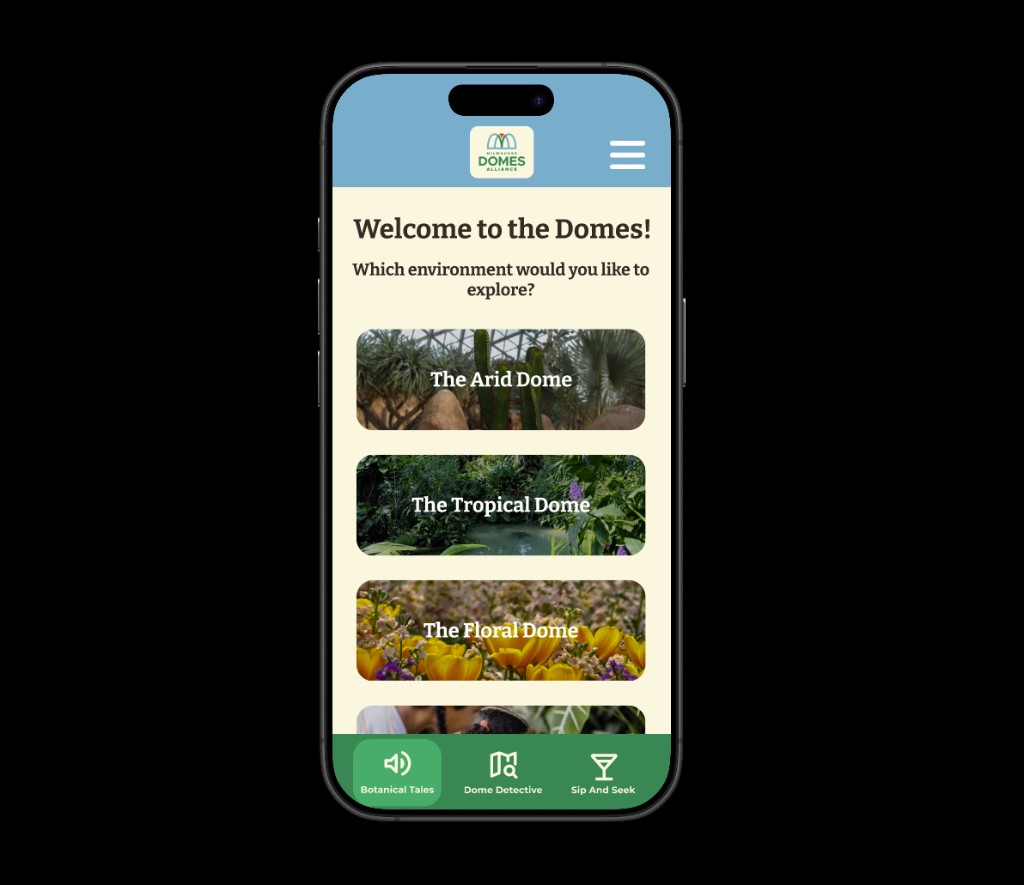 MILWAUKEE
DOMES
ALLIANCE
Welcome to the Domes!
Which environment would you like to
explore?
The Arid Dome
The Tropical Dome
The Floral Dome
Botanical Tales
Dome Detective
Sip And Seek